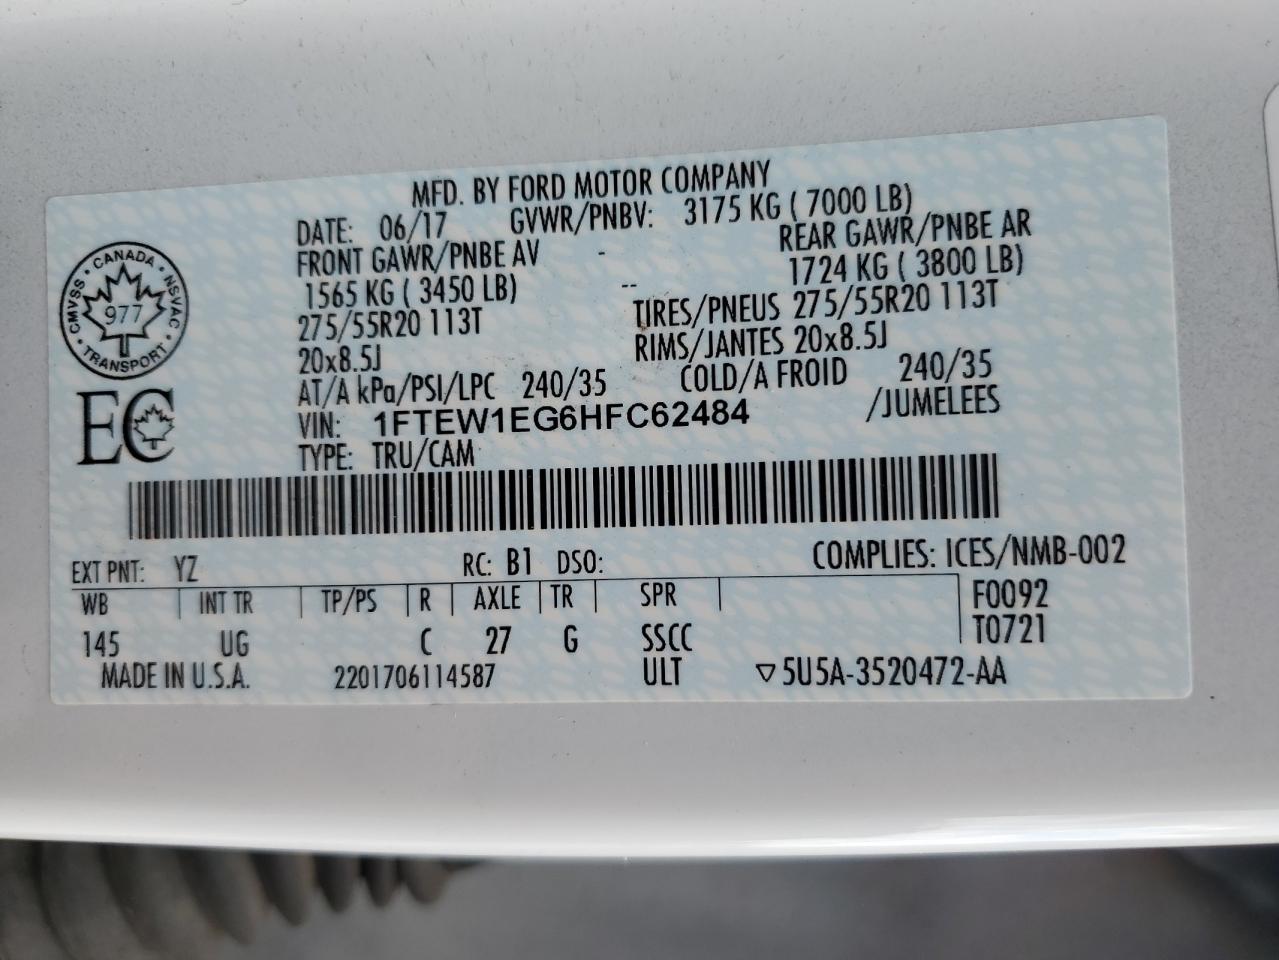 MFD. BY FORD MOTOR COMPANY
DATE: 06/17 GVWR/PNBV: 3175 KG ( 7000 LB)
FRONT GAWR/PNBE AV - REAR GAWR/PNBE AR
1565 KG ( 3450 LB) -- 1724 KG ( 3800 LB)
275/55R20 113T TIRES/PNEUS 275/55R20 113T
20x8.5J RIMS/JANTES 20x8.5J
AT/A kPa/PSI/LPC 240/35 COLD/A FROID 240/35
VIN: 1FTEW1EG6HFC62484 /JUMELEES
TYPE: TRU/CAM
CMVSS • CANADA • NSVAC • TRANSPORT •
977
EC
EXT PNT: YZ RC: B1 DSO: COMPLIES: ICES/NMB-002
WB INT TR TP/PS R AXLE TR SPR F0092
145 UG C 27 G SSCC T0721
MADE IN U.S.A. 2201706114587 ULT ▽5U5A-3520472-AA